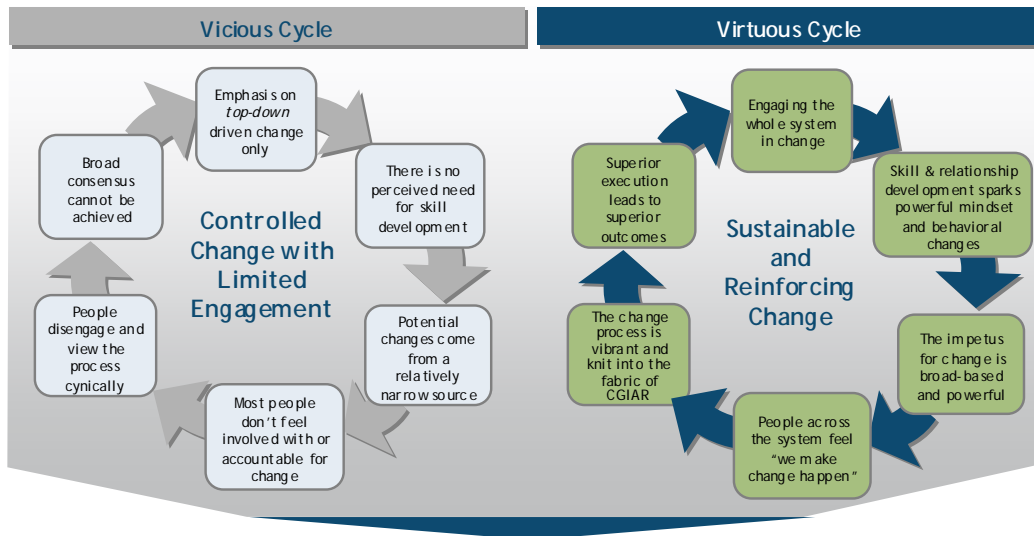 Vicious Cycle
Emphasis on
top-down
driven change
only
There is no
perceived need
for skill
development
Potential
changes come
from a
relatively
narrow source
Most people
don't feel
involved with or
accountable for
change
People
disengage and
view the
process
cynically
Broad
consensus
cannot be
achieved
Controlled
Change with
Limited
Engagement
Virtuous Cycle
Engaging the
whole system
in change
Skill & relationship
development sparks
powerful mindset
and behavioral
changes
The impetus
for change is
broad-based
and powerful
People across
the system feel
"we make
change happen"
The change
process is
vibrant and
knit into the
fabric of
CGIAR
Superior
execution
leads to
superior
outcomes
Sustainable
and
Reinforcing
Change